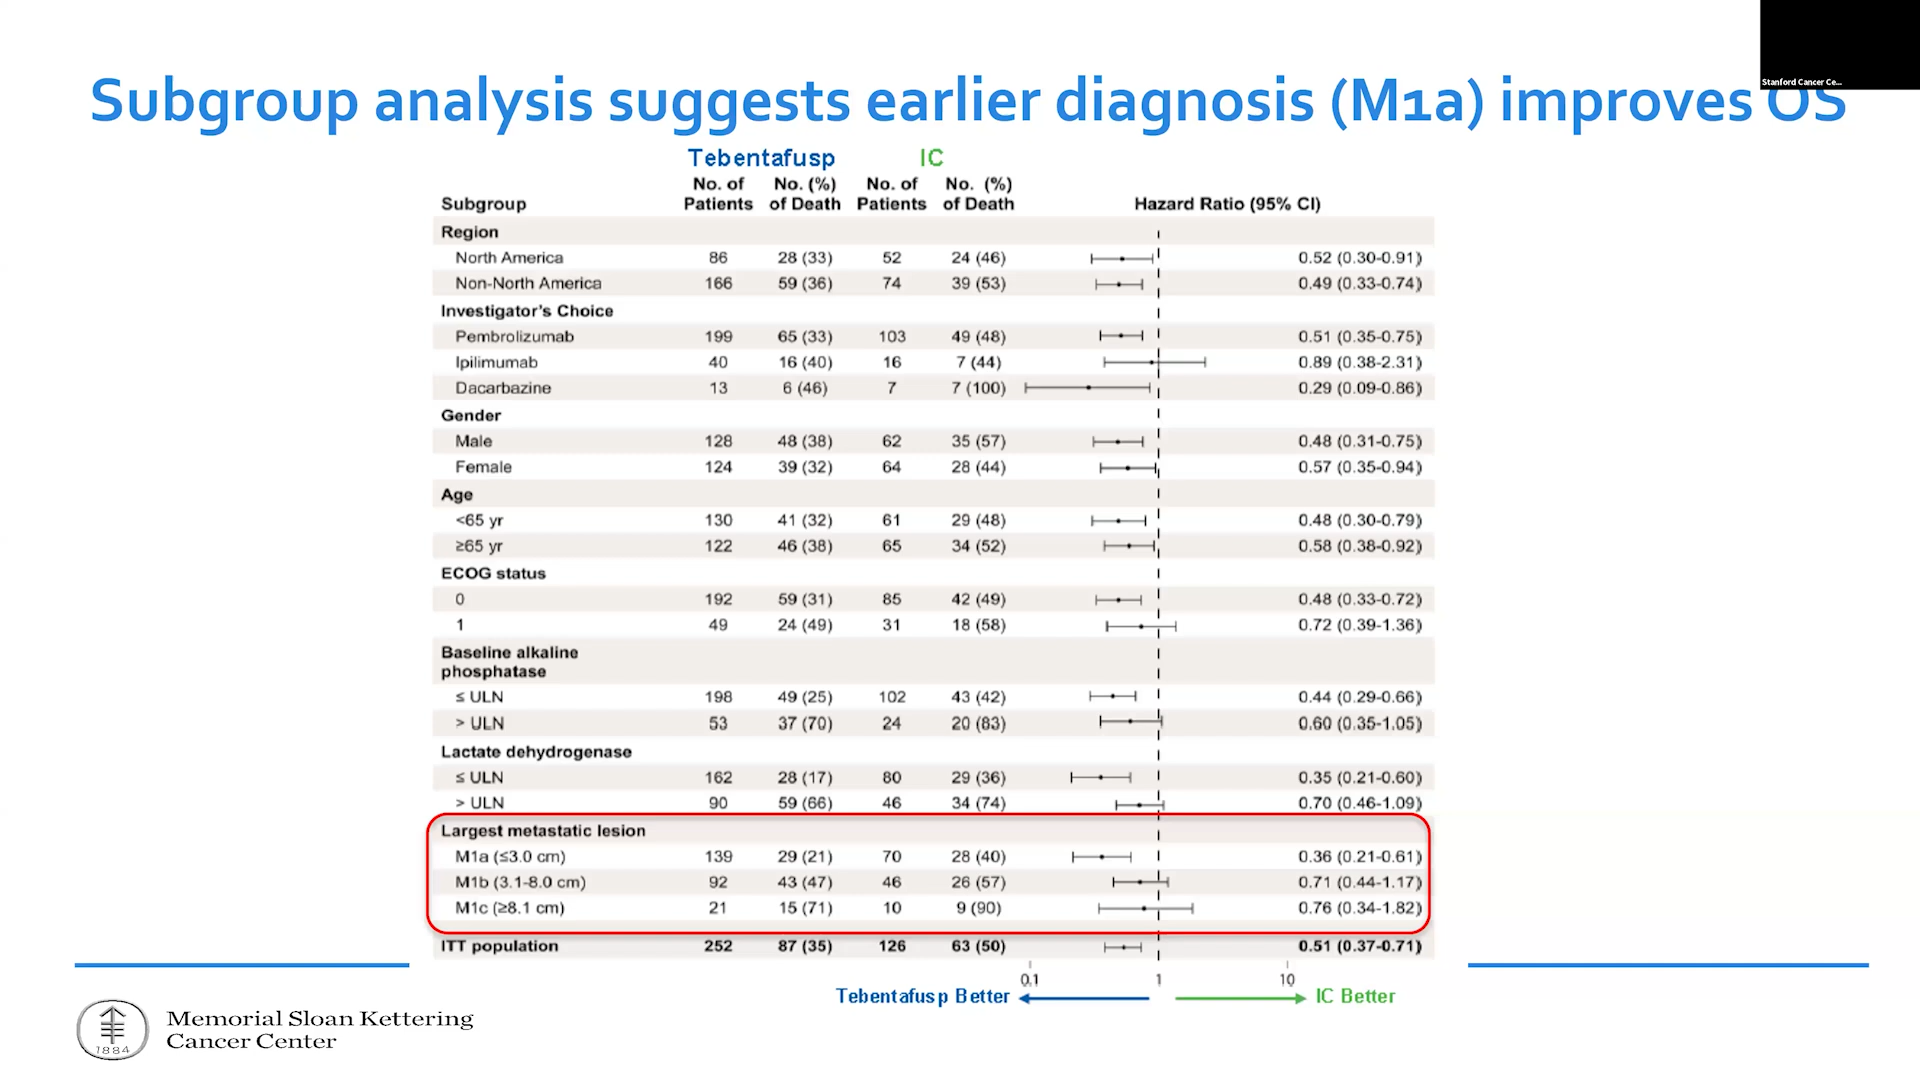 Stanford Cancer Ce...
Subgroup analysis suggests earlier diagnosis (M1a) improves OS
Tebentafusp IC
No. of No. (%) No. of No. (%)
Subgroup Patients of Death Patients of Death Hazard Ratio (95% CI)
Region
North America 86 28 (33) 52 24 (46) 0.52 (0.30-0.91)
Non-North America 166 59 (36) 74 39 (53) 0.49 (0.33-0.74)
Investigator's Choice
Pembrolizumab 199 65 (33) 103 49 (48) 0.51 (0.35-0.75)
Ipilimumab 40 16 (40) 16 7 (44) 0.89 (0.38-2.31)
Dacarbazine 13 6 (46) 7 7 (100) 0.29 (0.09-0.86)
Gender
Male 128 48 (38) 62 35 (57) 0.48 (0.31-0.75)
Female 124 39 (32) 64 28 (44) 0.57 (0.35-0.94)
Age
<65 yr 130 41 (32) 61 29 (48) 0.48 (0.30-0.79)
≥65 yr 122 46 (38) 65 34 (52) 0.58 (0.38-0.92)
ECOG status
0 192 59 (31) 85 42 (49) 0.48 (0.33-0.72)
1 49 24 (49) 31 18 (58) 0.72 (0.39-1.36)
Baseline alkaline
phosphatase
≤ ULN 198 49 (25) 102 43 (42) 0.44 (0.29-0.66)
> ULN 53 37 (70) 24 20 (83) 0.60 (0.35-1.05)
Lactate dehydrogenase
≤ ULN 162 28 (17) 80 29 (36) 0.35 (0.21-0.60)
> ULN 90 59 (66) 46 34 (74) 0.70 (0.46-1.09)
Largest metastatic lesion
M1a (≤3.0 cm) 139 29 (21) 70 28 (40) 0.36 (0.21-0.61)
M1b (3.1-8.0 cm) 92 43 (47) 46 26 (57) 0.71 (0.44-1.17)
M1c (≥8.1 cm) 21 15 (71) 10 9 (90) 0.76 (0.34-1.82)
ITT population 252 87 (35) 126 63 (50) 0.51 (0.37-0.71)
0.1 1 10
Tebentafusp Better IC Better
Memorial Sloan Kettering
Cancer Center
1884